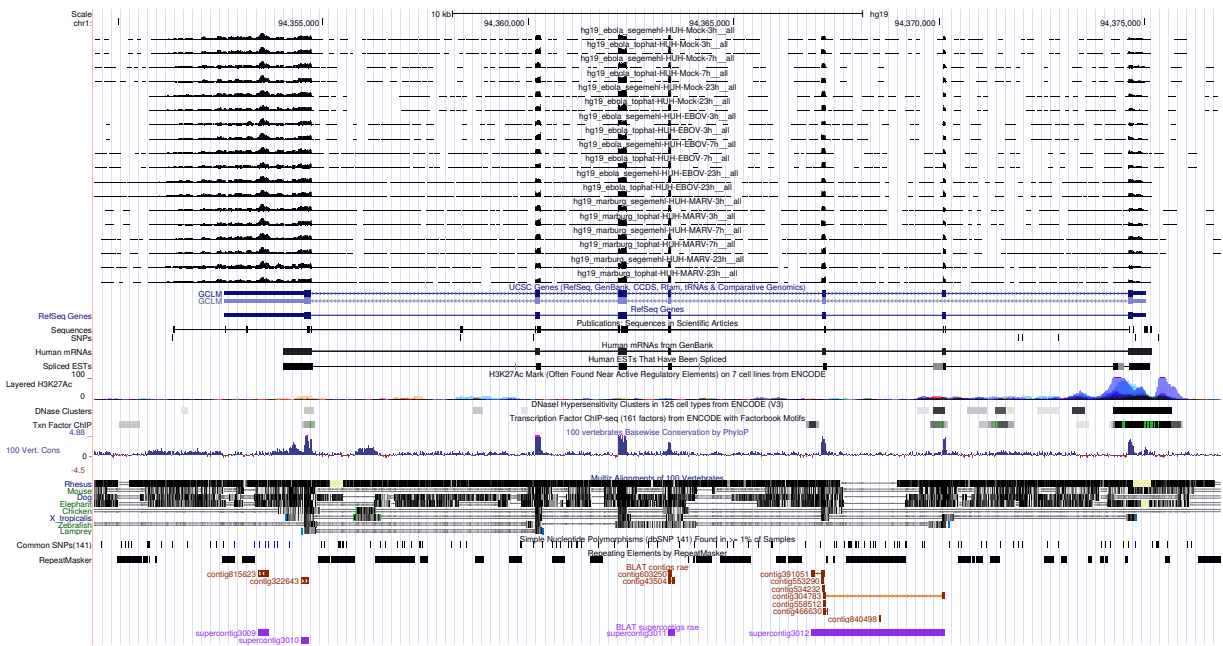 Scale 10 kb hg19
chr1: 94,355,000 94,360,000 94,365,000 94,370,000 94,375,000
hg19_ebola_segemehl-HUH-Mock-3h__all
hg19_ebola_tophat-HUH-Mock-3h__all
hg19_ebola_segemehl-HUH-Mock-7h__all
hg19_ebola_tophat-HUH-Mock-7h__all
hg19_ebola_segemehl-HUH-Mock-23h__all
hg19_ebola_tophat-HUH-Mock-23h__all
hg19_ebola_segemehl-HUH-EBOV-3h__all
hg19_ebola_tophat-HUH-EBOV-3h__all
hg19_ebola_segemehl-HUH-EBOV-7h__all
hg19_ebola_tophat-HUH-EBOV-7h__all
hg19_ebola_segemehl-HUH-EBOV-23h__all
hg19_ebola_tophat-HUH-EBOV-23h__all
hg19_marburg_segemehl-HUH-MARV-3h__all
hg19_marburg_tophat-HUH-MARV-3h__all
hg19_marburg_segemehl-HUH-MARV-7h__all
hg19_marburg_tophat-HUH-MARV-7h__all
hg19_marburg_segemehl-HUH-MARV-23h__all
hg19_marburg_tophat-HUH-MARV-23h__all
UCSC Genes (RefSeq, GenBank, CCDS, Rfam, tRNAs & Comparative Genomics)
GCLM
GCLM
RefSeq Genes
RefSeq Genes
Publications: Sequences in Scientific Articles
Sequences
SNPs
Human mRNAs from GenBank
Human mRNAs
Human ESTs That Have Been Spliced
Spliced ESTs
H3K27Ac Mark (Often Found Near Active Regulatory Elements) on 7 cell lines from ENCODE
100
Layered H3K27Ac
0
DNaseI Hypersensitivity Clusters in 125 cell types from ENCODE (V3)
DNase Clusters
Transcription Factor ChIP-seq (161 factors) from ENCODE with Factorbook Motifs
Txn Factor ChIP
100 vertebrates Basewise Conservation by PhyloP
4.88
100 Vert. Cons
0
-4.5
Multiz Alignments of 100 Vertebrates
Rhesus
Mouse
Dog
Elephant
Chicken
X_tropicalis
Zebrafish
Lamprey
Simple Nucleotide Polymorphisms (dbSNP 141) Found in >= 1% of Samples
Common SNPs(141)
Repeating Elements by RepeatMasker
RepeatMasker
BLAT contigs rae
contig815623 contig603250 contig391051
contig322643 contig43504 contig553290
contig534232
contig304783
contig558512
contig466630
contig840498
BLAT supercontigs rae
supercontig3009 supercontig3011 supercontig3012
supercontig3010